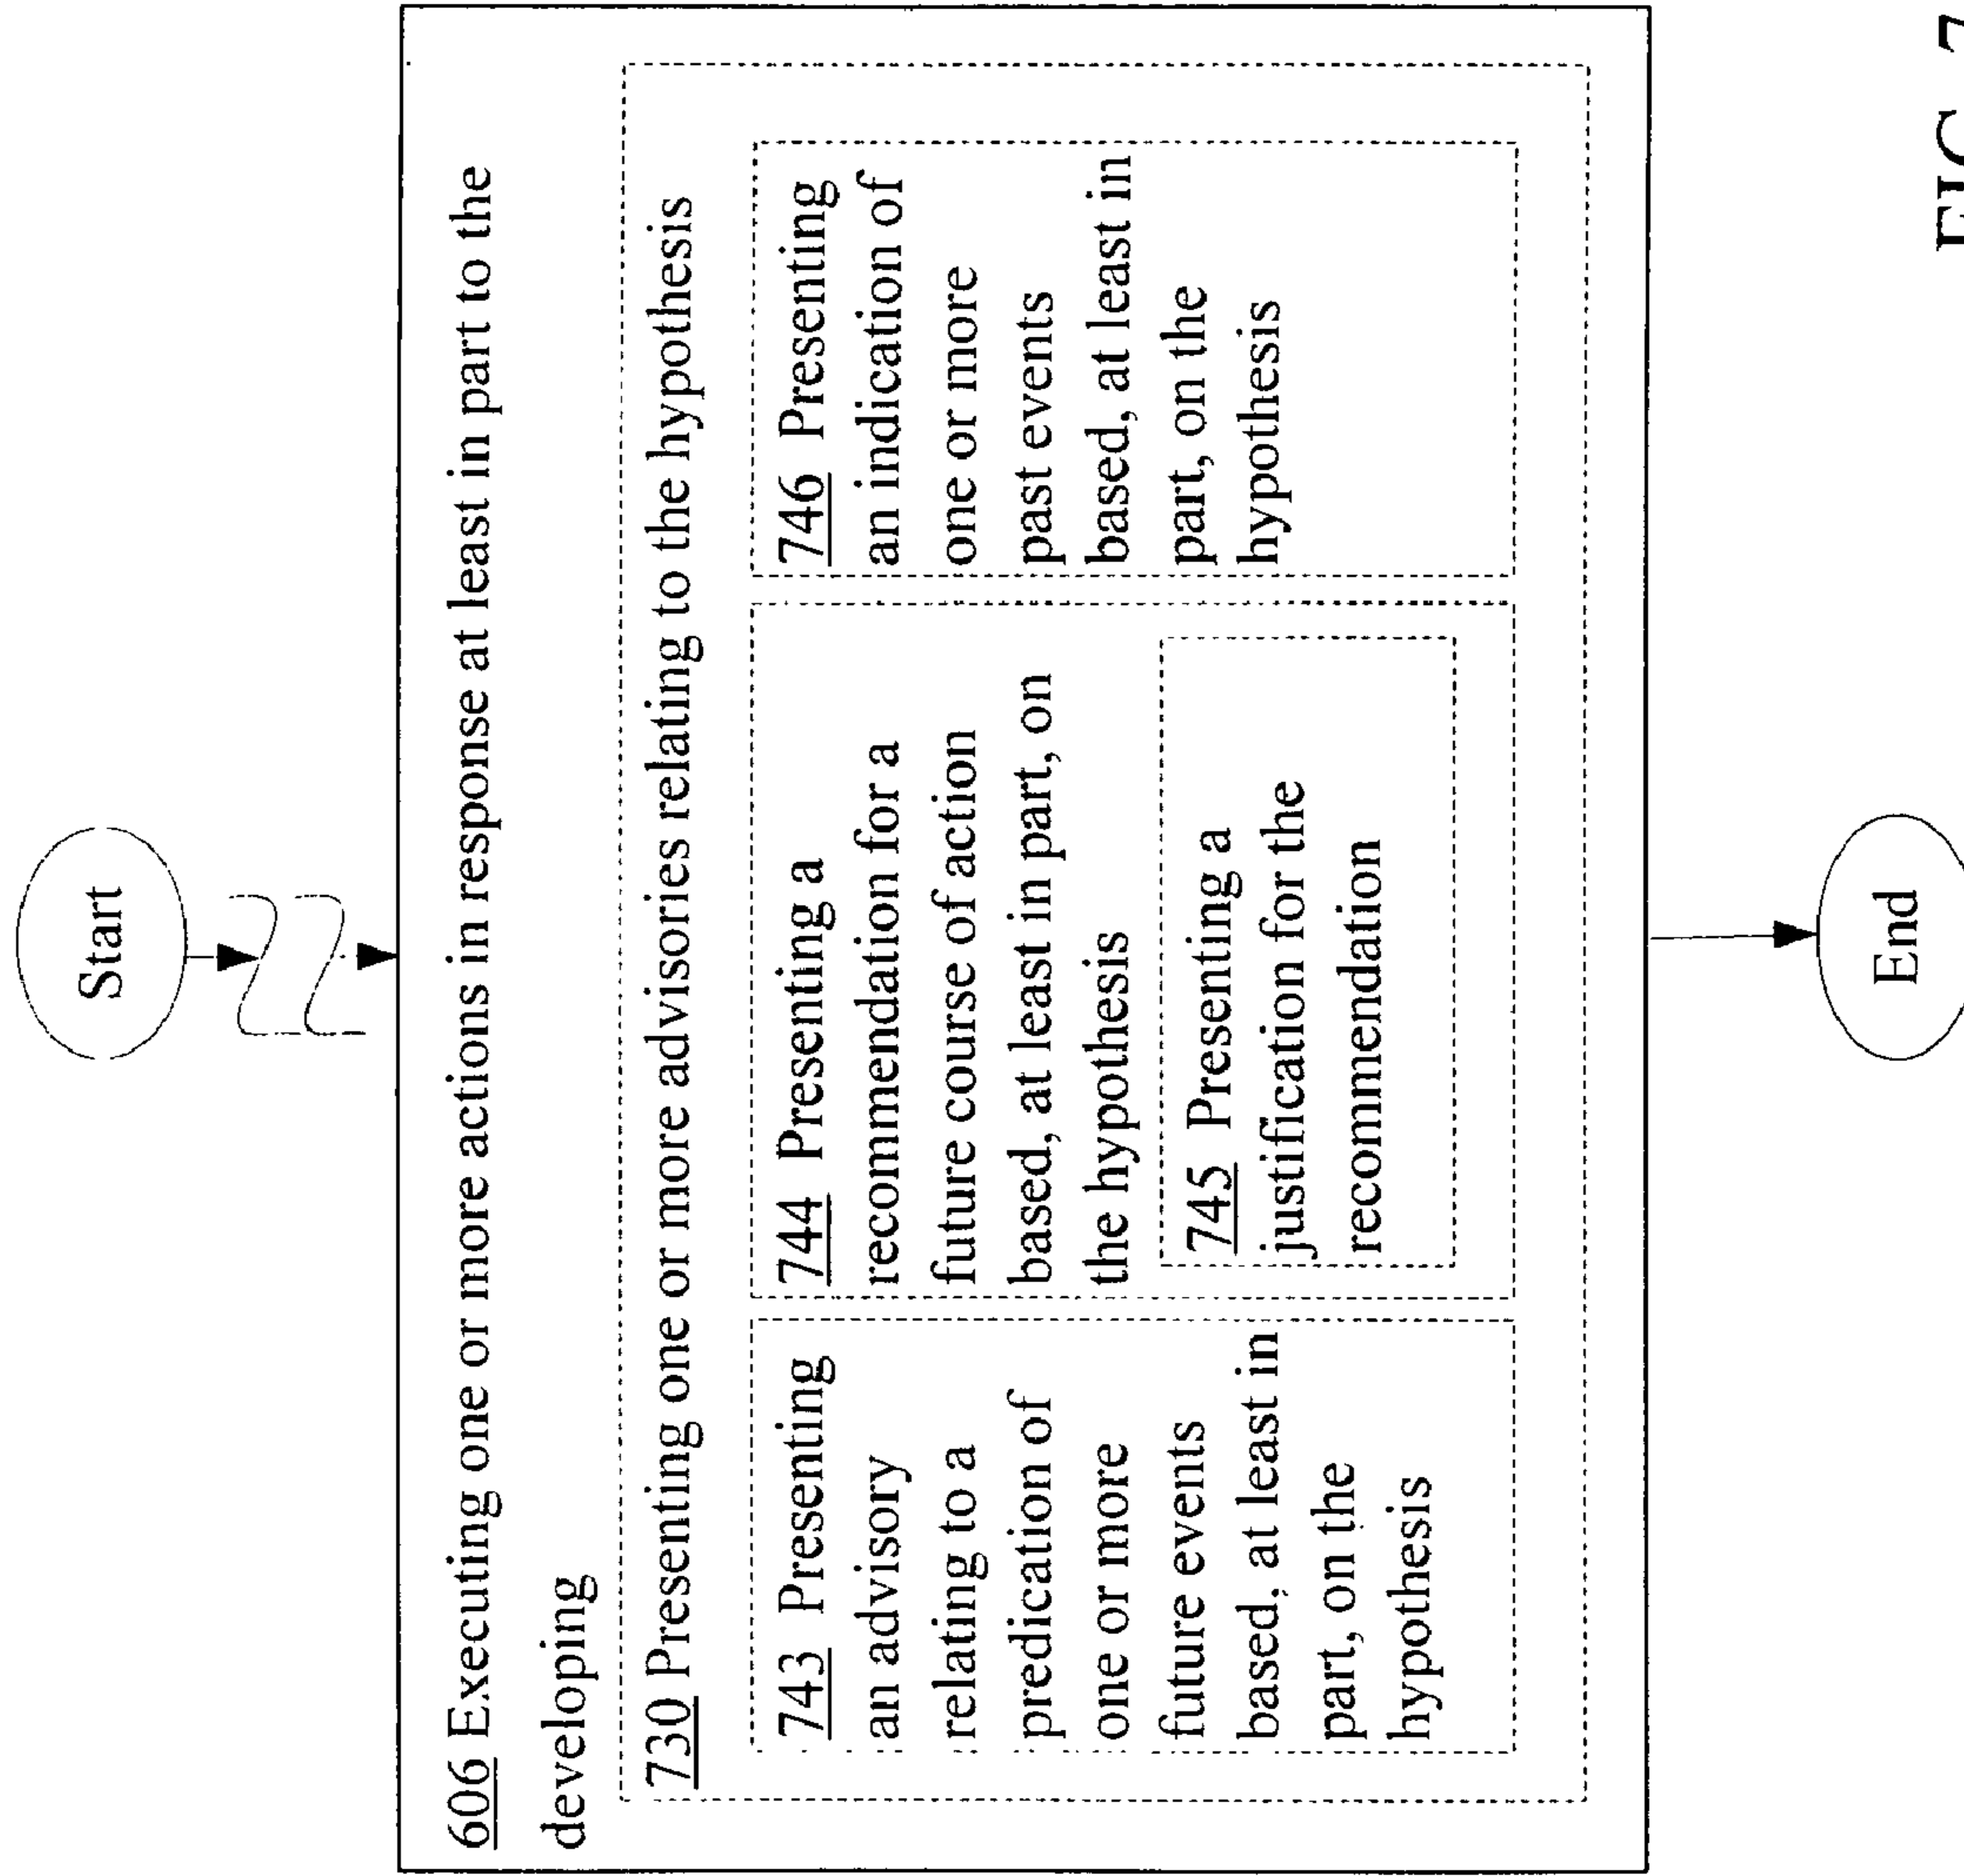 Start
606 Executing one or more actions in response at least in part to the
developing
730 Presenting one or more advisories relating to the hypothesis
743 Presenting
an advisory
relating to a
predication of
one or more
future events
based, at least in
part, on the
hypothesis
744 Presenting a
recommendation for a
future course of action
based, at least in part, on
the hypothesis
745 Presenting a
justification for the
recommendation
746 Presenting
an indication of
one or more
past events
based, at least in
part, on the
hypothesis
End